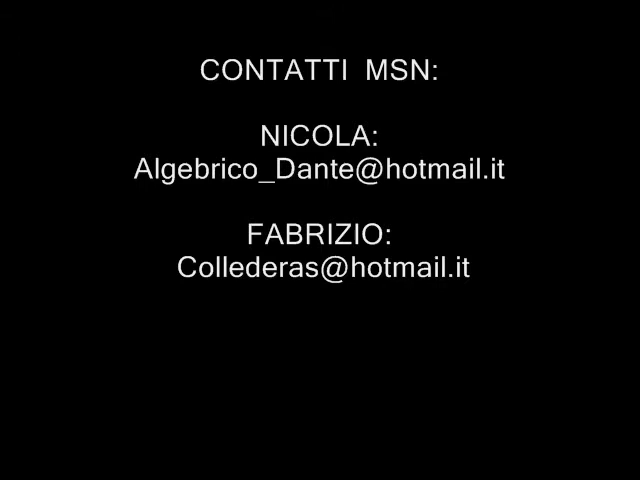 CONTATTI MSN:
NICOLA:
Algebrico_Dante@hotmail.it
FABRIZIO:
Collederas@hotmail.it